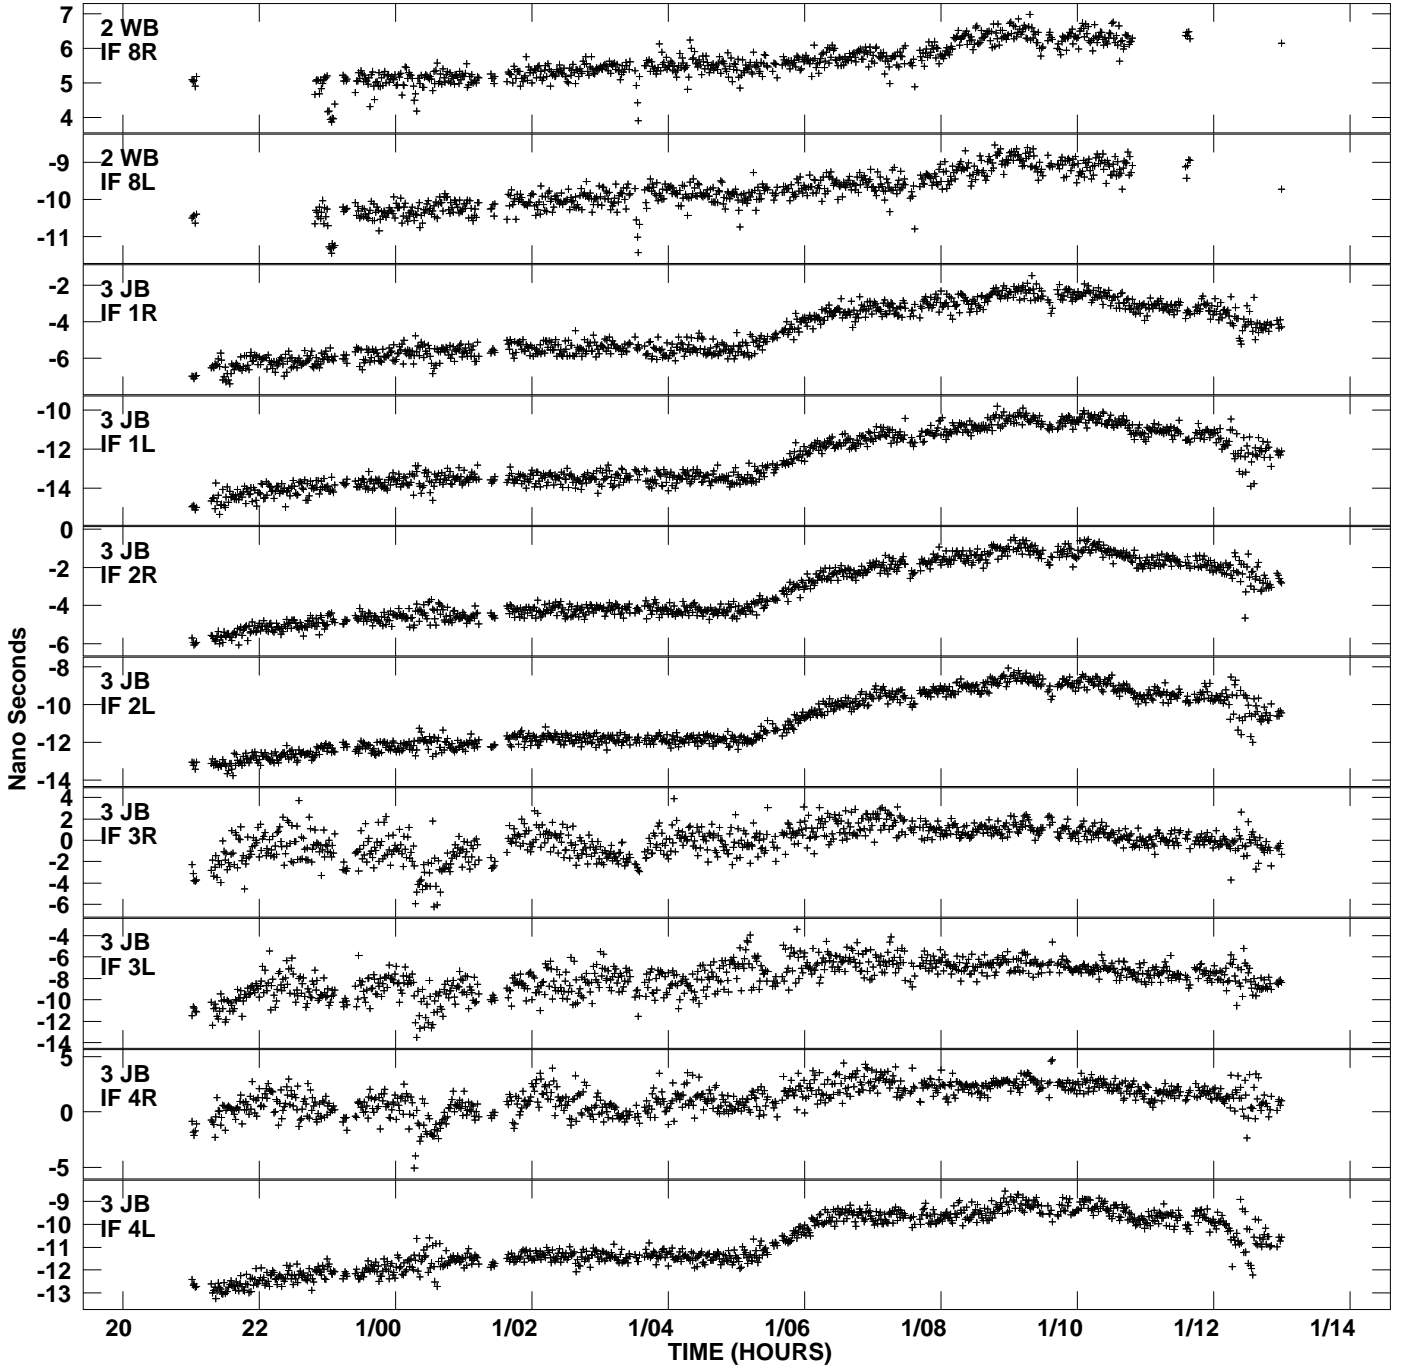 7
6
5
4
2 WB
IF 8R
-9
-10
-11
2 WB
IF 8L
-2
-4
-6
3 JB
IF 1R
-10
-12
-14
3 JB
IF 1L
0
-2
-4
-6
3 JB
IF 2R
-8
-10
-12
-14
3 JB
IF 2L
4
2
0
-2
-4
-6
3 JB
IF 3R
-4
-6
-8
-10
-12
-14
3 JB
IF 3L
5
0
-5
3 JB
IF 4R
-9
-10
-11
-12
-13
3 JB
IF 4L
Nano Seconds
20 22 1/00 1/02 1/04 1/06 1/08 1/10 1/12 1/14
TIME (HOURS)